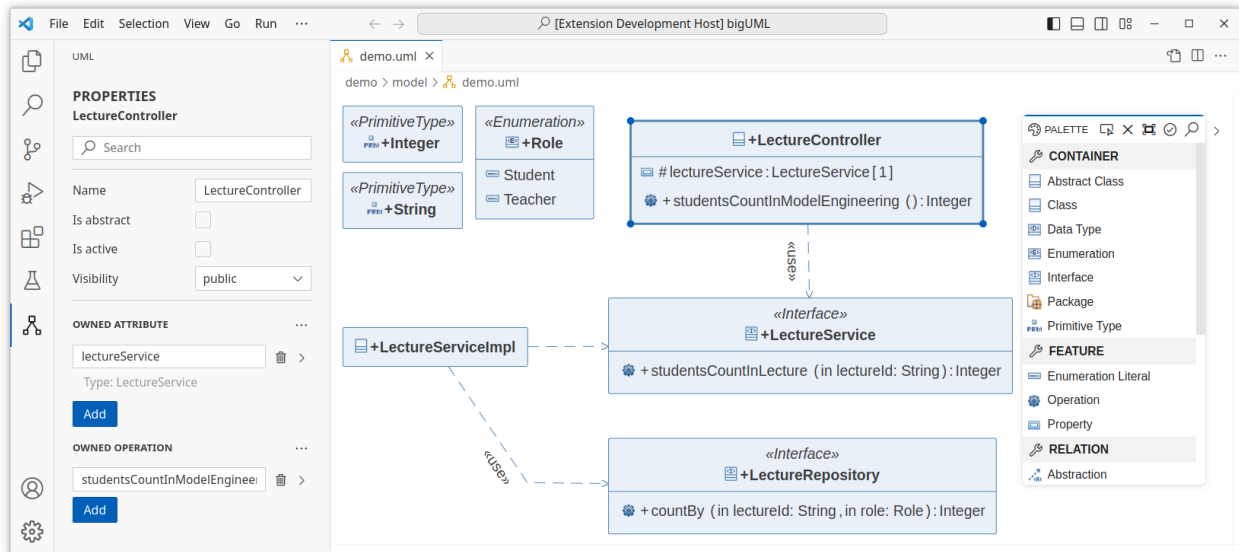 File Edit Selection View Go Run ···
[Extension Development Host] bigUML
UML
PROPERTIES
LectureController
Search
Name LectureController
Is abstract
Is active
Visibility public
OWNED ATTRIBUTE ···
lectureService
Type: LectureService
Add
OWNED OPERATION ···
studentsCountInModelEngineer
Add
demo.uml
demo > model > demo.uml
«PrimitiveType»
+Integer
«PrimitiveType»
+String
«Enumeration»
+Role
Student
Teacher
+LectureController
#lectureService:LectureService[1]
+studentsCountInModelEngineering ():Integer
«use»
«Interface»
+LectureService
+studentsCountInLecture (in lectureId: String):Integer
+LectureServiceImpl
«use»
«Interface»
+LectureRepository
+countBy (in lectureId: String,in role: Role):Integer
PALETTE
CONTAINER
Abstract Class
Class
Data Type
Enumeration
Interface
Package
Primitive Type
FEATURE
Enumeration Literal
Operation
Property
RELATION
Abstraction